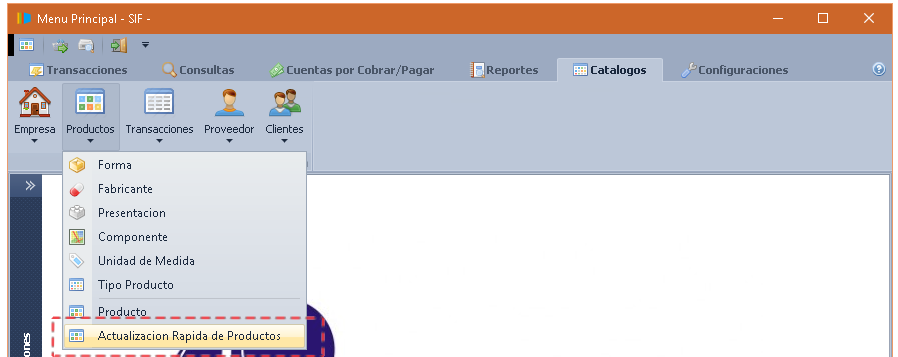 Menu Principal - SIF -
Transacciones Consultas Cuentas por Cobrar/Pagar Reportes Catalogos Configuraciones
Empresa Productos Transacciones Proveedor Clientes
Forma
Fabricante
Presentacion
Componente
Unidad de Medida
Tipo Producto
Producto
Actualizacion Rapida de Productos
ones